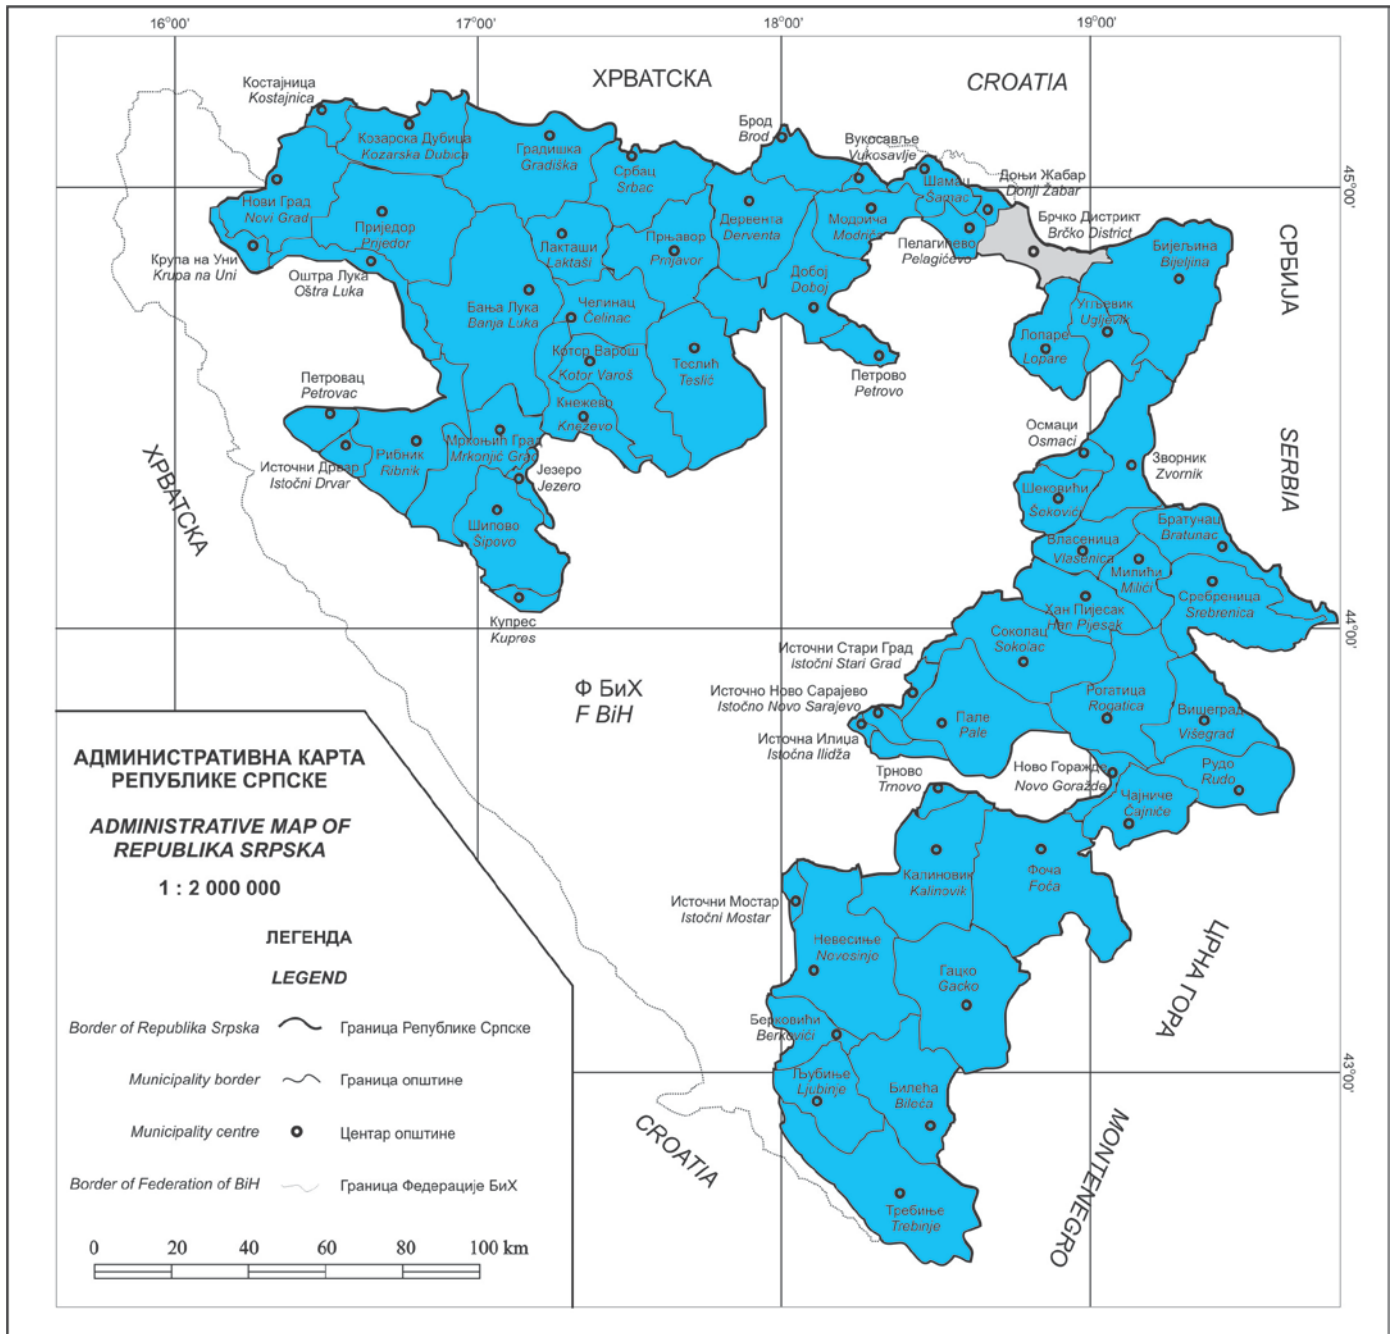 16°00'
17°00'
18°00'
19°00'
ХРВАТСКА
CROATIA
Костајница
Kostajnica
Козарска Дубица
Kozarska Dubica
Градишка
Gradiška
Србац
Srbac
Брод
Brod
Вукосавље
Vukosavlje
Шамац
Šamac
Доњи Жабар
Donji Žabar
45°00'
Нови Град
Novi Grad
Приједор
Prijedor
Лакташи
Laktaši
Прњавор
Prnjavor
Дервента
Derventa
Модрича
Modriča
Пелагићево
Pelagićevo
Брчко Дистрикт
Brčko District
Бијељина
Bijeljina
СРБИЈА
Крупа на Уни
Krupa na Uni
Оштра Лука
Oštra Luka
Бања Лука
Banja Luka
Челинац
Čelinac
Добој
Doboj
Угљевик
Ugljevik
Лопаре
Lopare
Котор Варош
Kotor Varoš
Тослић
Teslić
Петрово
Petrovo
Петровац
Petrovac
Кнежево
Kneževo
Осмаци
Osmaci
SERBIA
Источни Дрвар
Istočni Drvar
Рибник
Ribnik
Мркоњић Град
Mrkonjić Grad
Језеро
Jezero
Зворник
Zvornik
Шековићи
Šekovići
ХРВАТСКА
Шипово
Šipovo
Братунац
Bratunac
Власеница
Vlasenica
Милићи
Milići
Сребреница
Srebrenica
Хан Пијесак
Han Pijesak
Купрес
Kupres
44°00'
Соколац
Sokolac
Источни Стари Град
istočni Stari Grad
Источно Ново Сарајево
Istočno Novo Sarajevo
Источна Илиџа
Istočna Ilidža
Ф БиХ
F BiH
Пале
Pale
Рогатица
Rogatica
Вишеград
Višegrad
Трново
Trnovo
Ново Горажде
Novo Goražde
Рудо
Rudo
Чајниче
Čajniče
Калиновик
Kalinovik
Фоча
Foča
Источни Мостар
Istočni Mostar
Невесиње
Novosinjo
Гацко
Gacko
ЦРНА ГОРА
Берковићи
Berkovići
Љубиње
Ljubinje
Билећа
Bileća
43°00'
CROATIA
MONTENEGRO
Требиње
Trebinje
АДМИНИСТРАТИВНА КАРТА
РЕПУБЛИКЕ СРПСКЕ
ADMINISTRATIVE MAP OF
REPUBLIKA SRPSKA
1 : 2 000 000
ЛЕГЕНДА
LEGEND
Border of Republika Srpska Граница Републике Српске
Municipality border Граница општине
Municipality centre Центар општине
Border of Federation of BiH Граница Федерације БиХ
0 20 40 60 80 100 km